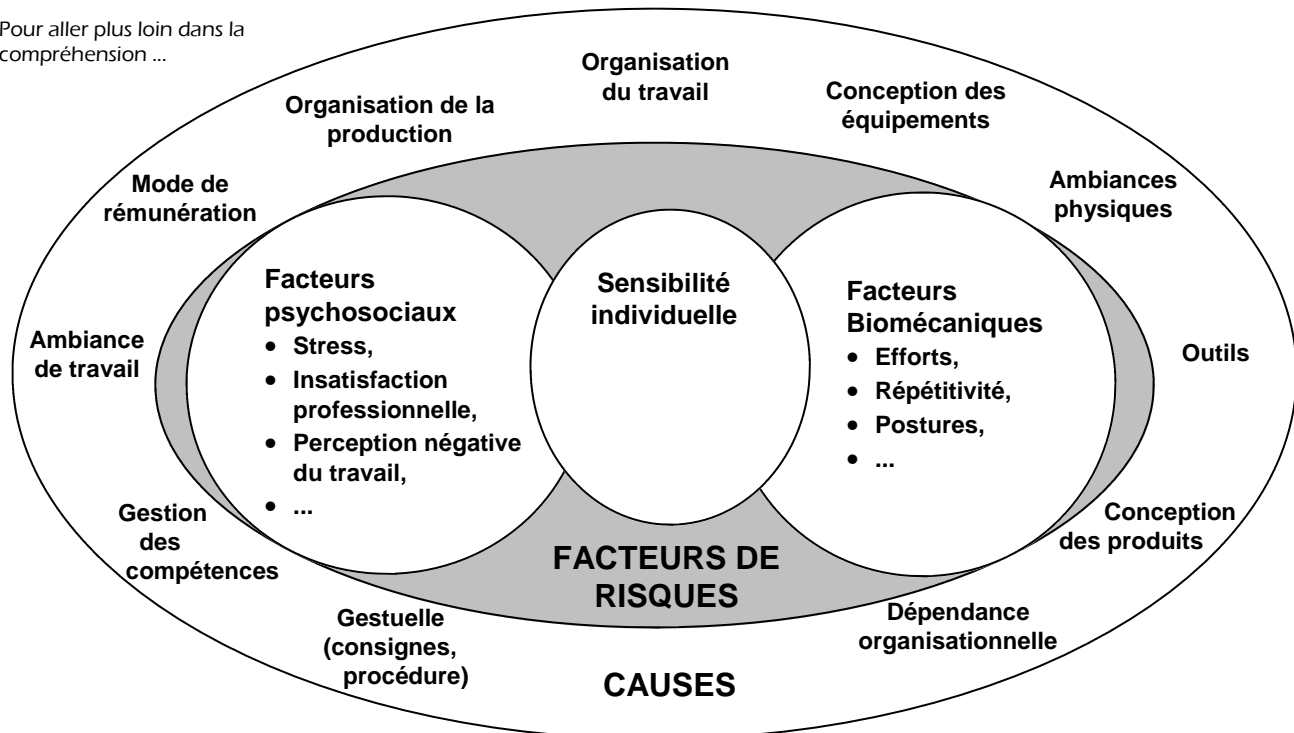 Pour aller plus loin dans la
compréhension ...
Organisation
du travail
Organisation de la
production
Conception des
équipements
Mode de
rémunération
Ambiances
physiques
Facteurs
psychosociaux
• Stress,
• Insatisfaction
professionnelle,
• Perception négative
du travail,
• ...
Sensibilité
individuelle
Facteurs
Biomécaniques
• Efforts,
• Répétitivité,
• Postures,
• ...
Ambiance
de travail
Outils
Gestion
des
compétences
Conception
des produits
FACTEURS DE
RISQUES
Gestuelle
(consignes,
procédure)
Dépendance
organisationnelle
CAUSES